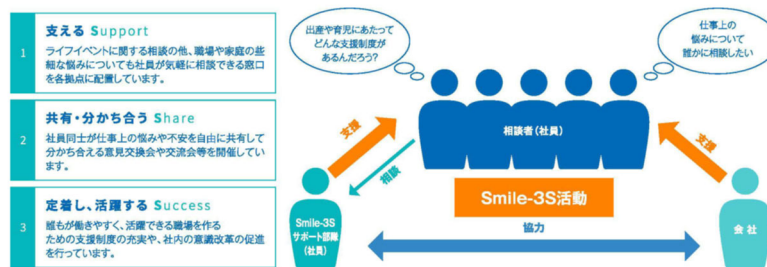 1
支える Support
ライフイベントに関する相談の他、職場や家庭の些
細な悩みについても社員が気軽に相談できる窓口
を各拠点に配置しています。
2
共有・分かち合う Share
社員同士が仕事上の悩みや不安を自由に共有して
分かち合える意見交換会や交流会等を開催してい
ます。
3
定着し、活躍する Success
誰もが働きやすく、活躍できる職場を作る
ための支援制度の充実や、社内の意識改革の促進
を行っています。
出産や育児にあたって
どんな支援制度が
あるんだろう?
仕事上の
悩みについて
誰かに相談したい
相談者(社員)
支援
相談
支援
Smile-3S活動
Smile-3S
サポート部隊
(社員)
協力
会社